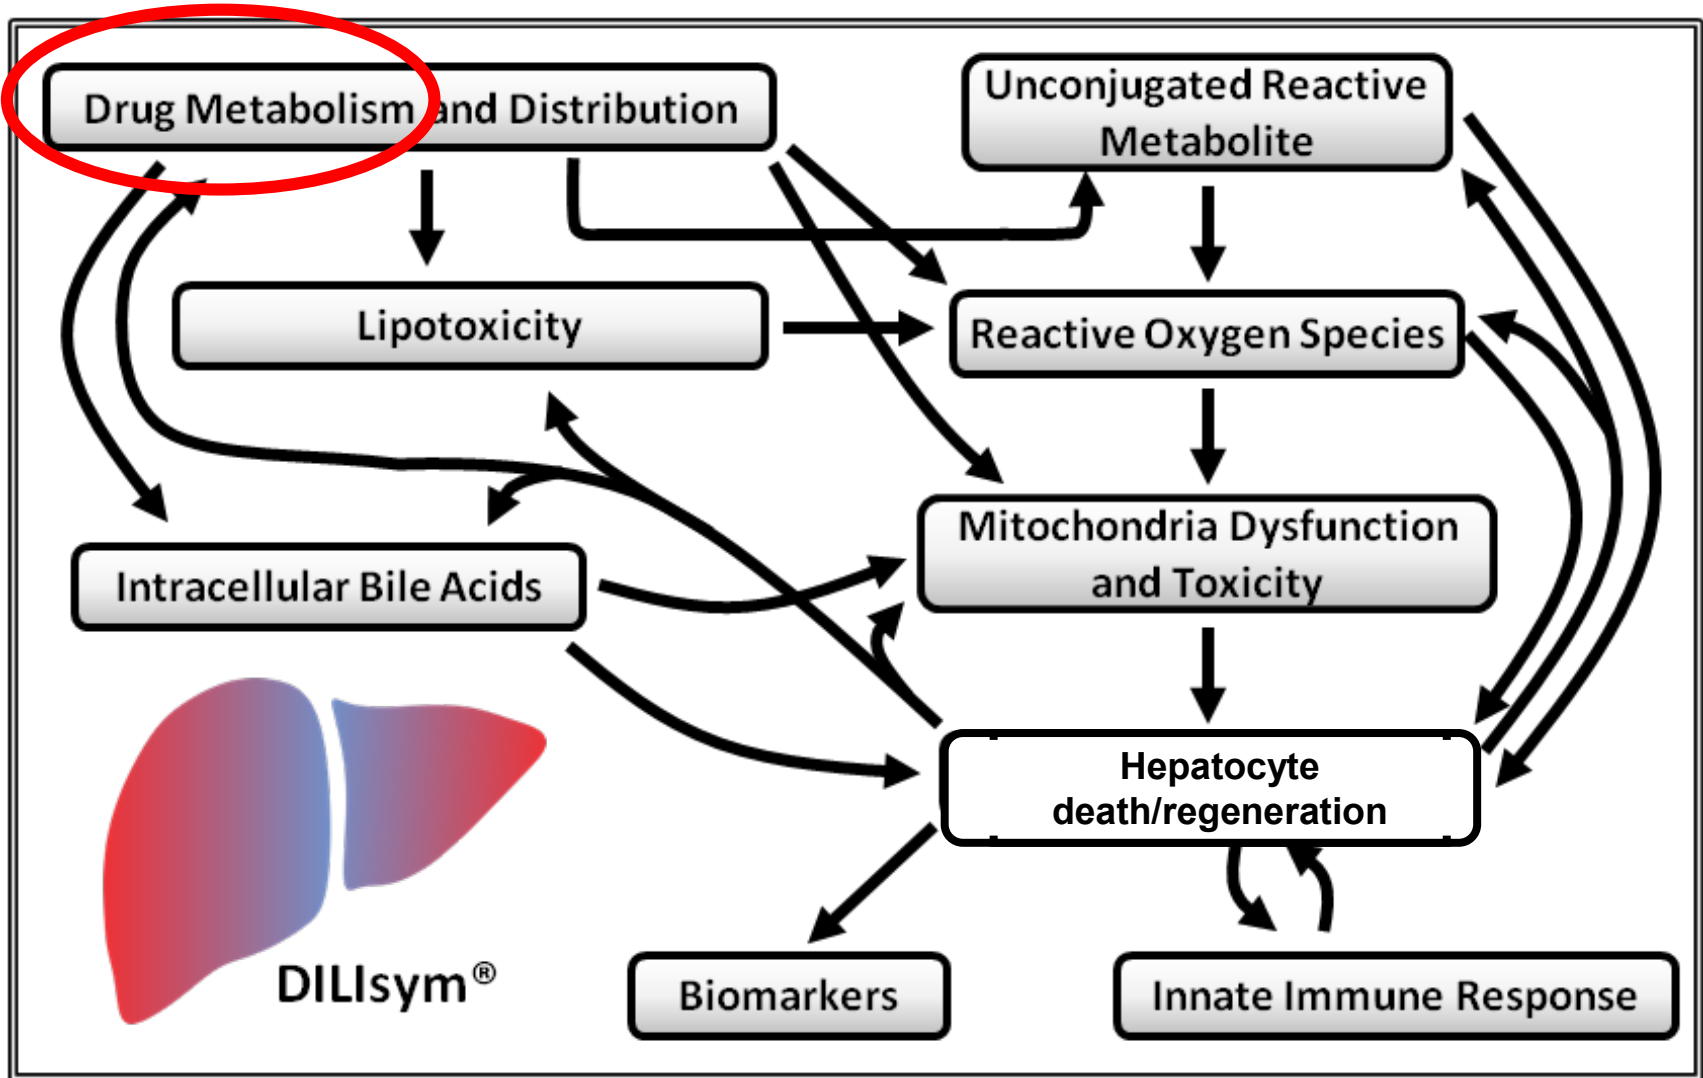 Drug Metabolism and Distribution
Unconjugated Reactive
Metabolite
Lipotoxicity
Reactive Oxygen Species
Mitochondria Dysfunction
and Toxicity
Intracellular Bile Acids
Hepatocyte
death/regeneration
DILIsym®
Biomarkers
Innate Immune Response